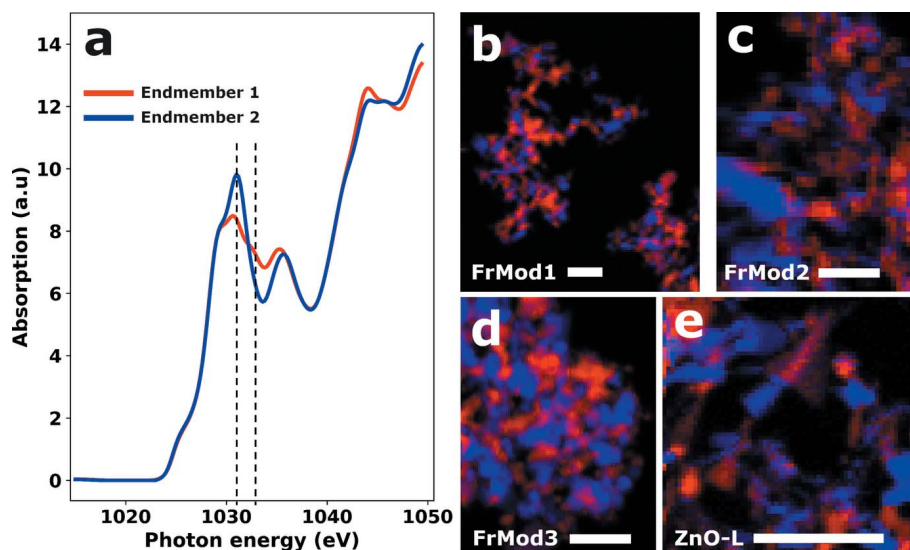 a
Endmember 1
Endmember 2
Absorption (a.u)
14
12
10
8
6
4
2
0
1020
1030
1040
1050
Photon energy (eV)
b
FrMod1
c
FrMod2
d
FrMod3
e
ZnO-L